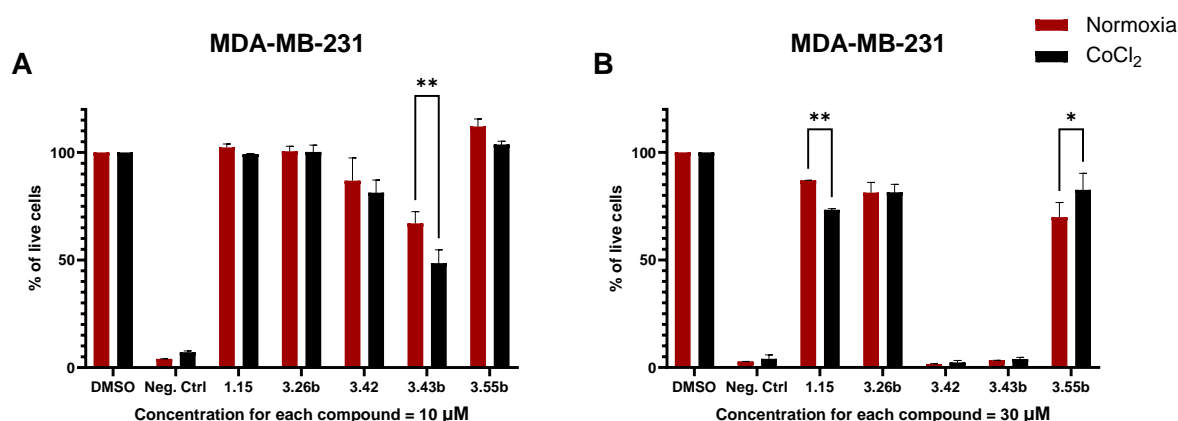 Normoxia
CoCl₂
A
MDA-MB-231
**
100
50
0
% of live cells
DMSO Neg. Ctrl 1.15 3.26b 3.42 3.43b 3.55b
Concentration for each compound = 10 µM
B
MDA-MB-231
**
*
100
50
0
% of live cells
DMSO Neg. Ctrl 1.15 3.26b 3.42 3.43b 3.55b
Concentration for each compound = 30 µM